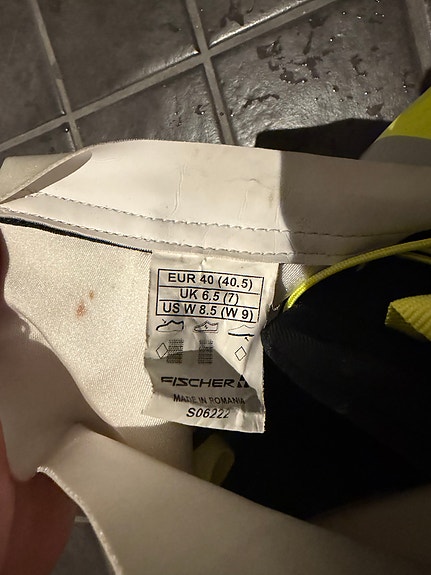 EUR 40 (40.5)
UK 6,5 (7)
US W 8.5 (W 9)
FISCHER
MADE IN ROMANIA
S06222